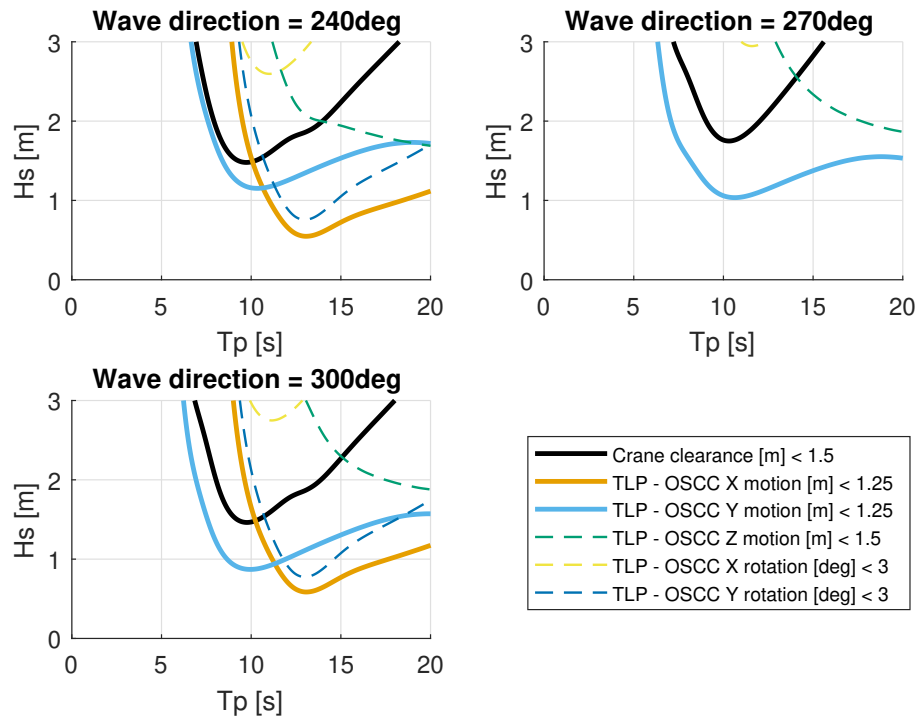 Wave direction = 240deg
3
2
1
0
Hs [m]
0
5
10
15
20
Tp [s]
Wave direction = 270deg
3
2
1
0
Hs [m]
0
5
10
15
20
Tp [s]
Wave direction = 300deg
3
2
1
0
Hs [m]
0
5
10
15
20
Tp [s]
Crane clearance [m] < 1.5
TLP - OSCC X motion [m] < 1.25
TLP - OSCC Y motion [m] < 1.25
TLP - OSCC Z motion [m] < 1.5
TLP - OSCC X rotation [deg] < 3
TLP - OSCC Y rotation [deg] < 3